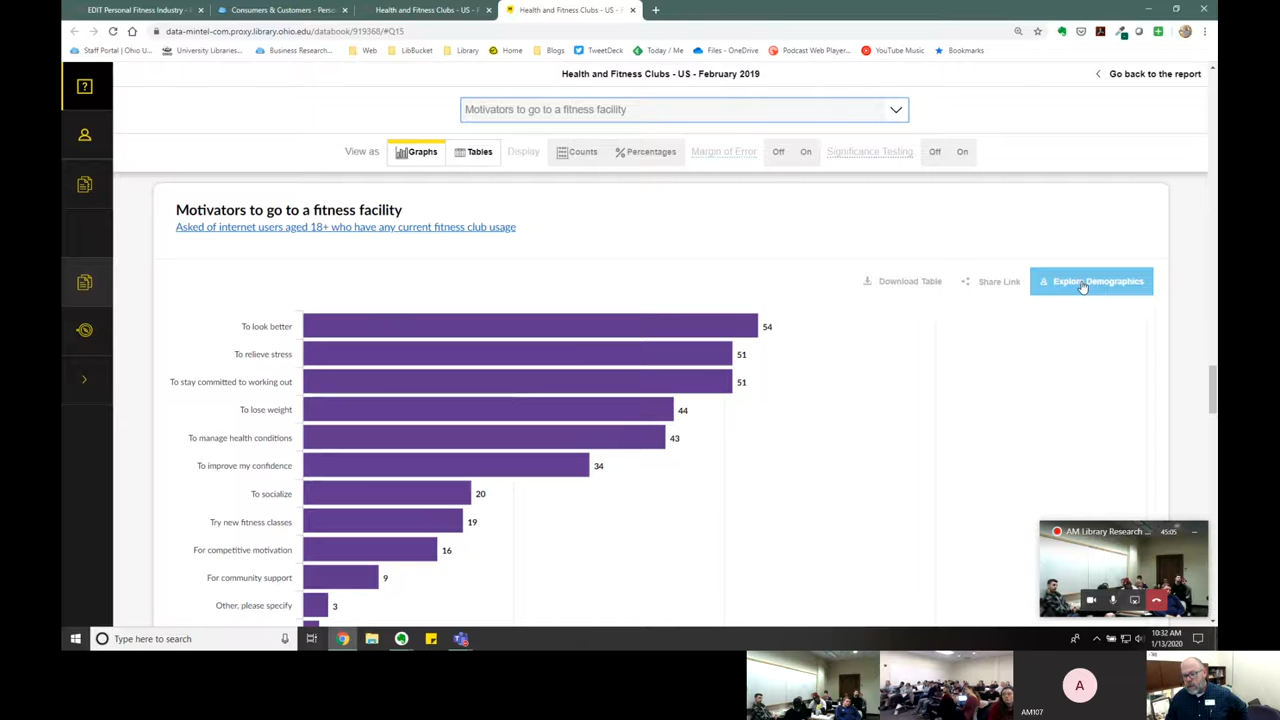 EDIT Personal Fitness Industry -
Consumers & Customers - Perso
Health and Fitness Clubs - US -
Health and Fitness Clubs - US - F
data-mintel-com.proxy.library.ohio.edu/databook/919368/#Q15
Staff Portal | Ohio U...
University Libraries...
Business Research...
Web
LibBucket
Library
Home
Blogs
TweetDeck
Today / Me
Files - OneDrive
Podcast Web Player...
YouTube Music
Bookmarks
Health and Fitness Clubs - US - February 2019
Go back to the report
Motivators to go to a fitness facility
View as
Graphs
Tables
Display
Counts
% Percentages
Margin of Error
Off
On
Significance Testing
Off
On
Motivators to go to a fitness facility
Asked of internet users aged 18+ who have any current fitness club usage
Download Table
Share Link
Explore Demographics
To look better 54
To relieve stress 51
To stay committed to working out 51
To lose weight 44
To manage health conditions 43
To improve my confidence 34
To socialize 20
Try new fitness classes 19
For competitive motivation 16
For community support 9
Other, please specify 3
AM Library Research ... 45:05
Type here to search
10:32 AM
1/13/2020
A
AM107